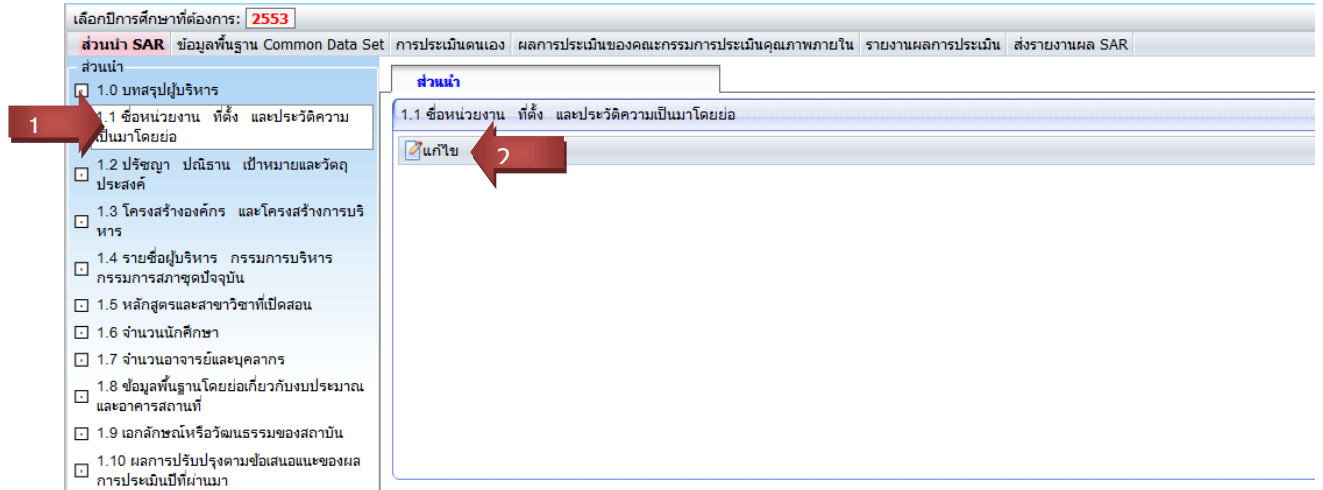 เลือกปีการศึกษาที่ต้องการ: 2553
ส่วนนำ SAR ข้อมูลพื้นฐาน Common Data Set การประเมินตนเอง ผลการประเมินของคณะกรรมการประเมินคุณภาพภายใน รายงานผลการประเมิน ส่งรายงานผล SAR
ส่วนนำ
1.0 บทสรุปผู้บริหาร
1
1.1 ชื่อหน่วยงาน ที่ตั้ง และประวัติความ
เป็นมาโดยย่อ
1.2 ปรัชญา ปณิธาน เป้าหมายและวัตถุ
ประสงค์
1.3 โครงสร้างองค์กร และโครงสร้างการบริ
หาร
1.4 รายชื่อผู้บริหาร กรรมการบริหาร
กรรมการสภาชุดปัจจุบัน
1.5 หลักสูตรและสาขาวิชาที่เปิดสอน
1.6 จำนวนนักศึกษา
1.7 จำนวนอาจารย์และบุคลากร
1.8 ข้อมูลพื้นฐานโดยย่อเกี่ยวกับงบประมาณ
และอาคารสถานที่
1.9 เอกลักษณ์หรือวัฒนธรรมของสถาบัน
1.10 ผลการปรับปรุงตามข้อเสนอแนะของผล
การประเมินปีที่ผ่านมา
ส่วนนำ
1.1 ชื่อหน่วยงาน ที่ตั้ง และประวัติความเป็นมาโดยย่อ
แก้ไข
2